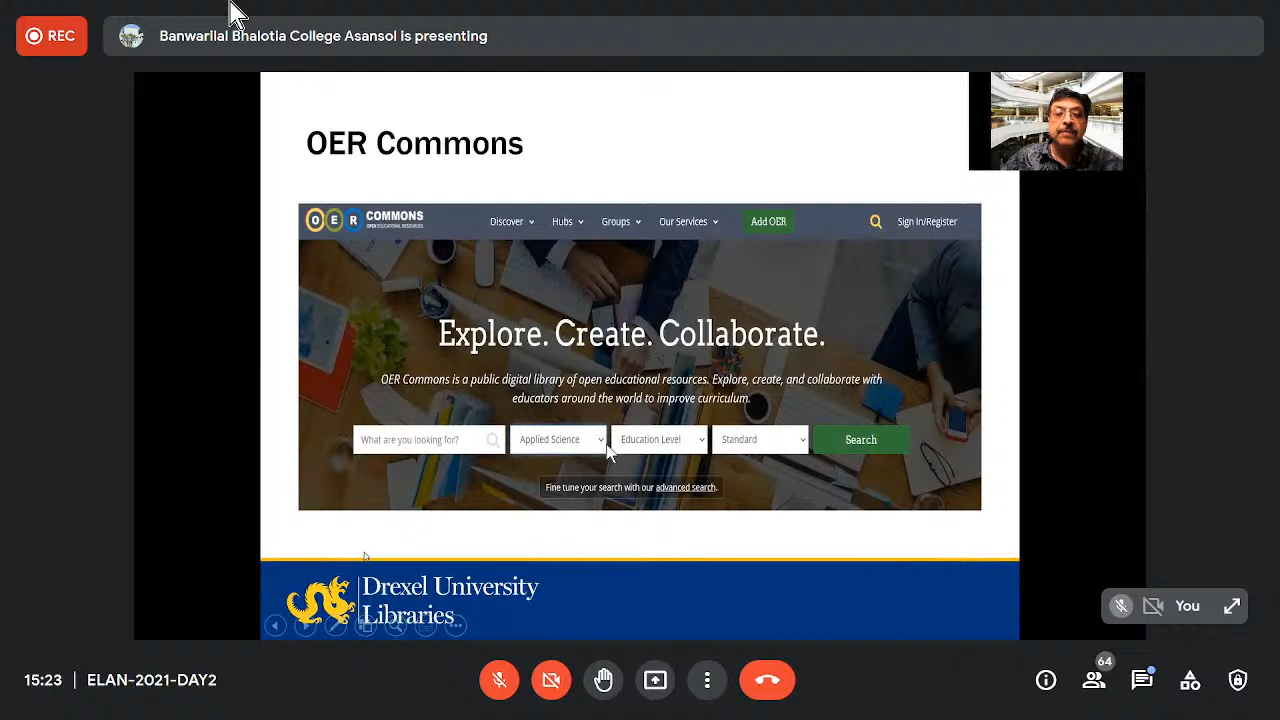 REC
Banwarilal Bhalotia College Asansol is presenting
OER Commons
OER COMMONS
OPEN EDUCATIONAL RESOURCES
Discover
Hubs
Groups
Our Services
Add OER
Sign In/Register
Explore. Create. Collaborate.
OER Commons is a public digital library of open educational resources. Explore, create, and collaborate with
educators around the world to improve curriculum.
What are you looking for?
Applied Science
Education Level
Standard
Search
Fine tune your search with our advanced search.
Drexel University
Libraries
You
15:23 | ELAN-2021-DAY2
64